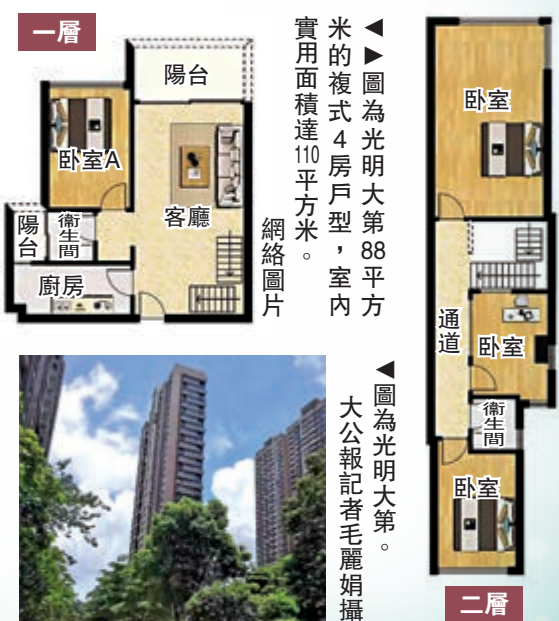 一層
陽台
卧室A
客廳
陽台
衞生間
廚房
◀▶圖為光明大第88平方
米的複式4房戶型，室內
實用面積達110平方米。
網絡圖片
卧室
通道
卧室
衞生間
卧室
二層
◀圖為光明大第。
大公報記者毛麗娟攝